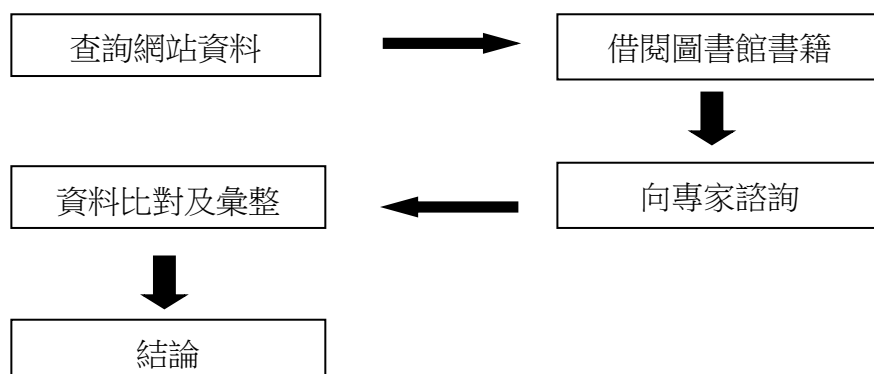 查詢網站資料
借閱圖書館書籍
向專家諮詢
資料比對及彙整
結論